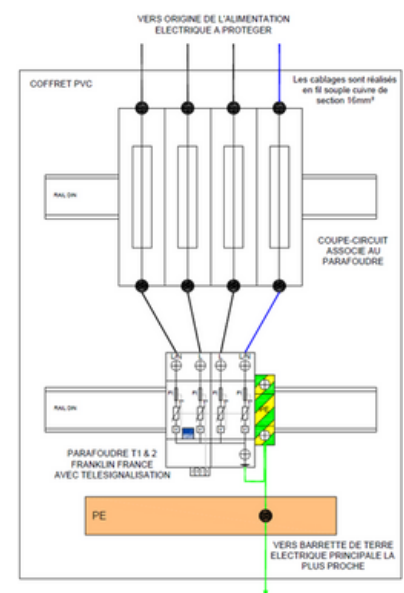 VERS ORIGINE DE L'ALIMENTATION
ELECTRIQUE A PROTEGER
COFFRET PVC
Les cablages sont réalisés
en fil souple cuivre de
section 16mm²
RAIL DIN
COUPE-CIRCUIT
ASSOCIE AU
PARAFOUDRE
L/N L L L/N
RAIL DIN
PARAFOUDRE T1 & 2
FRANKLIN FRANCE
AVEC TELESIGNALISATION
PE
VERS BARRETTE DE TERRE
ELECTRIQUE PRINCIPALE LA
PLUS PROCHE